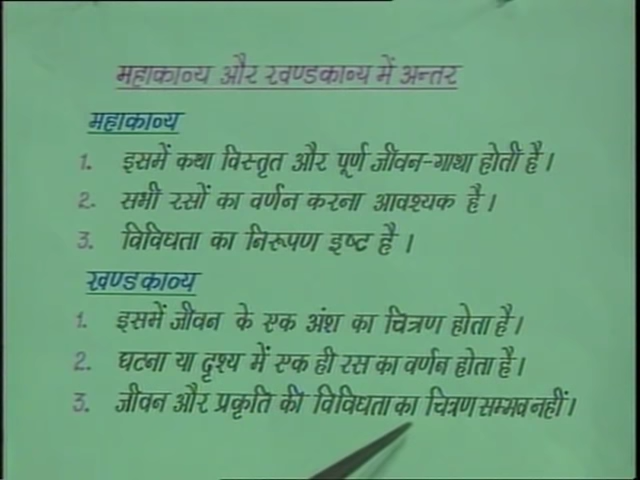 महाकाव्य और खण्डकाव्य में अन्तर
महाकाव्य
1. इसमें कथा विस्तृत और पूर्ण जीवन-गाथा होती है।
2. सभी रसों का वर्णन करना आवश्यक है।
3. विविधता का निरूपण इष्ट है।
खण्डकाव्य
1. इसमें जीवन के एक अंश का चित्रण होता है।
2. घटना या दृश्य में एक ही रस का वर्णन होता है।
3. जीवन और प्रकृति की विविधता का चित्रण सम्भव नहीं।